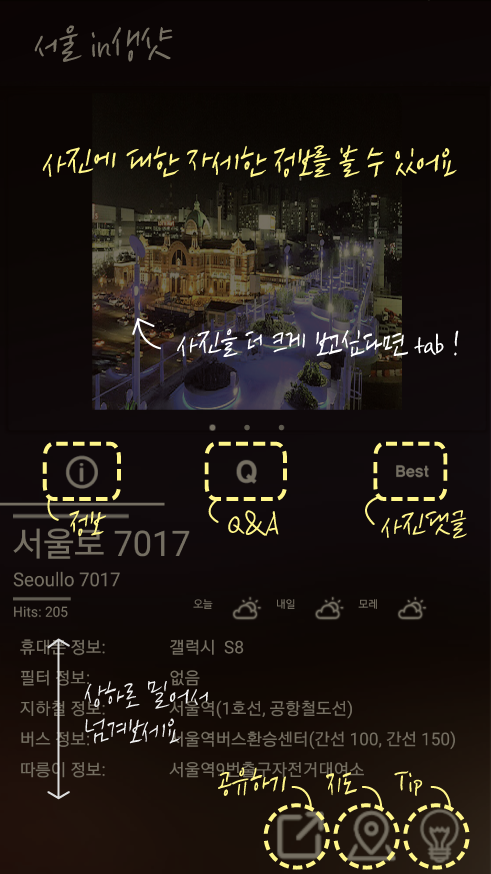 서울 in생샷
사진에 대한 자세한 정보를 볼 수 있어요
사진을 더 크게 보고싶다면 tab !
Q
Best
정보
Q&A
사진댓글
서울로 7017
Seoullo 7017
Hits: 205
오늘
내일
모레
휴대폰 정보: 갤럭시 S8
필터 정보: 없음
상하로 밀어서
넘겨보세요
지하철 정보: 서울역(1호선, 공항철도선)
버스 정보: 서울역버스환승센터(간선 100, 간선 150)
따릉이 정보: 서울역9번출구자전거대여소
공유하기
지도
Tip